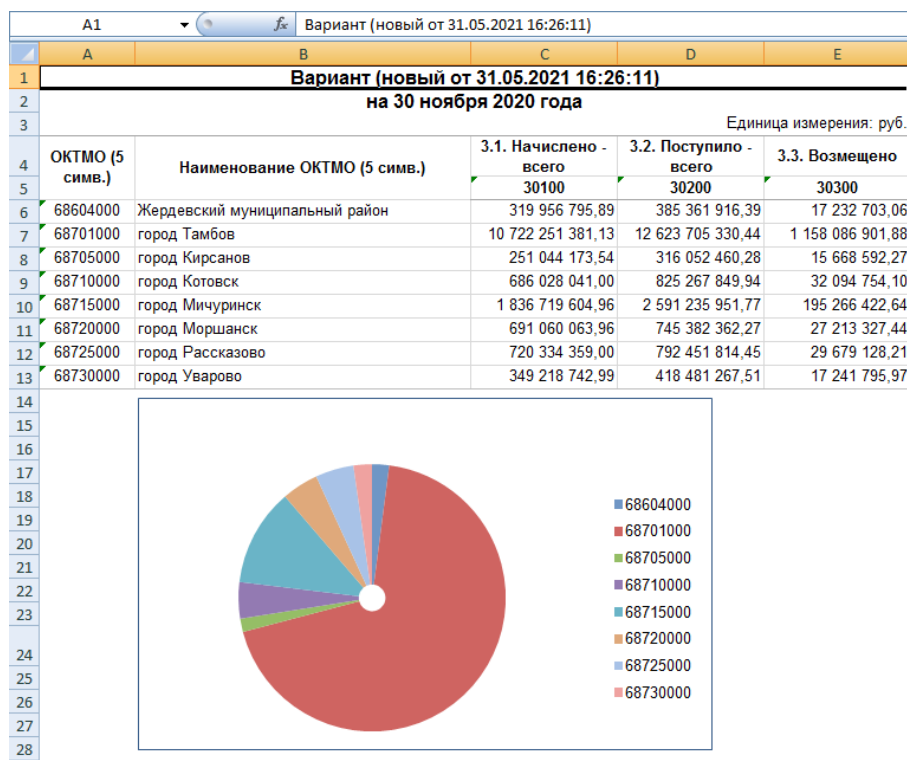 A1 fx Вариант (новый от 31.05.2021 16:26:11)
A B C D E
1 Вариант (новый от 31.05.2021 16:26:11)
2 на 30 ноября 2020 года
3 Единица измерения: руб.
4 ОКТМО (5 симв.) Наименование ОКТМО (5 симв.) 3.1. Начислено - всего 3.2. Поступило - всего 3.3. Возмещено
5 30100 30200 30300
6 68604000 Жердевский муниципальный район 319 956 795,89 385 361 916,39 17 232 703,06
7 68701000 город Тамбов 10 722 251 381,13 12 623 705 330,44 1 158 086 901,88
8 68705000 город Кирсанов 251 044 173,54 316 052 460,28 15 668 592,27
9 68710000 город Котовск 686 028 041,00 825 267 849,94 32 094 754,10
10 68715000 город Мичуринск 1 836 719 604,96 2 591 235 951,77 195 266 422,64
11 68720000 город Моршанск 691 060 063,96 745 382 362,27 27 213 327,44
12 68725000 город Рассказово 720 334 359,00 792 451 814,45 29 679 128,21
13 68730000 город Уварово 349 218 742,99 418 481 267,51 17 241 795,97
14
15
16
17
18 68604000
19 68701000
20 68705000
21 68710000
22 68715000
23 68720000
24 68725000
25 68730000
26
27
28